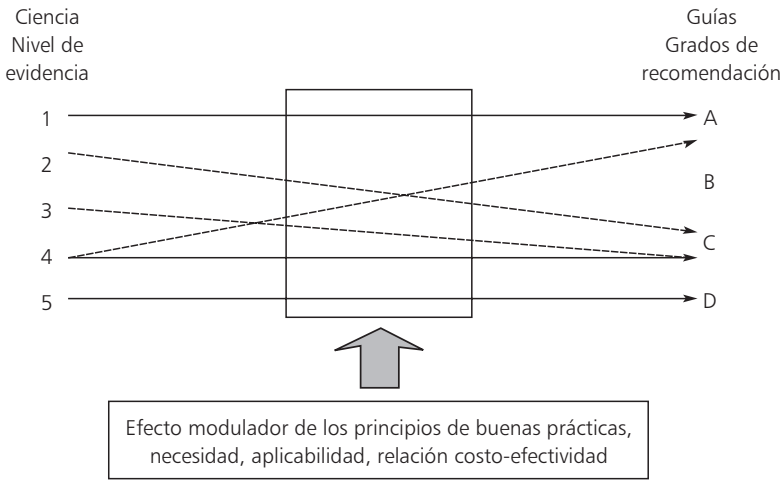 Ciencia
Nivel de
evidencia
Guías
Grados de
recomendación
1
2
3
4
5
A
B
C
D
Efecto modulador de los principios de buenas prácticas,
necesidad, aplicabilidad, relación costo-efectividad